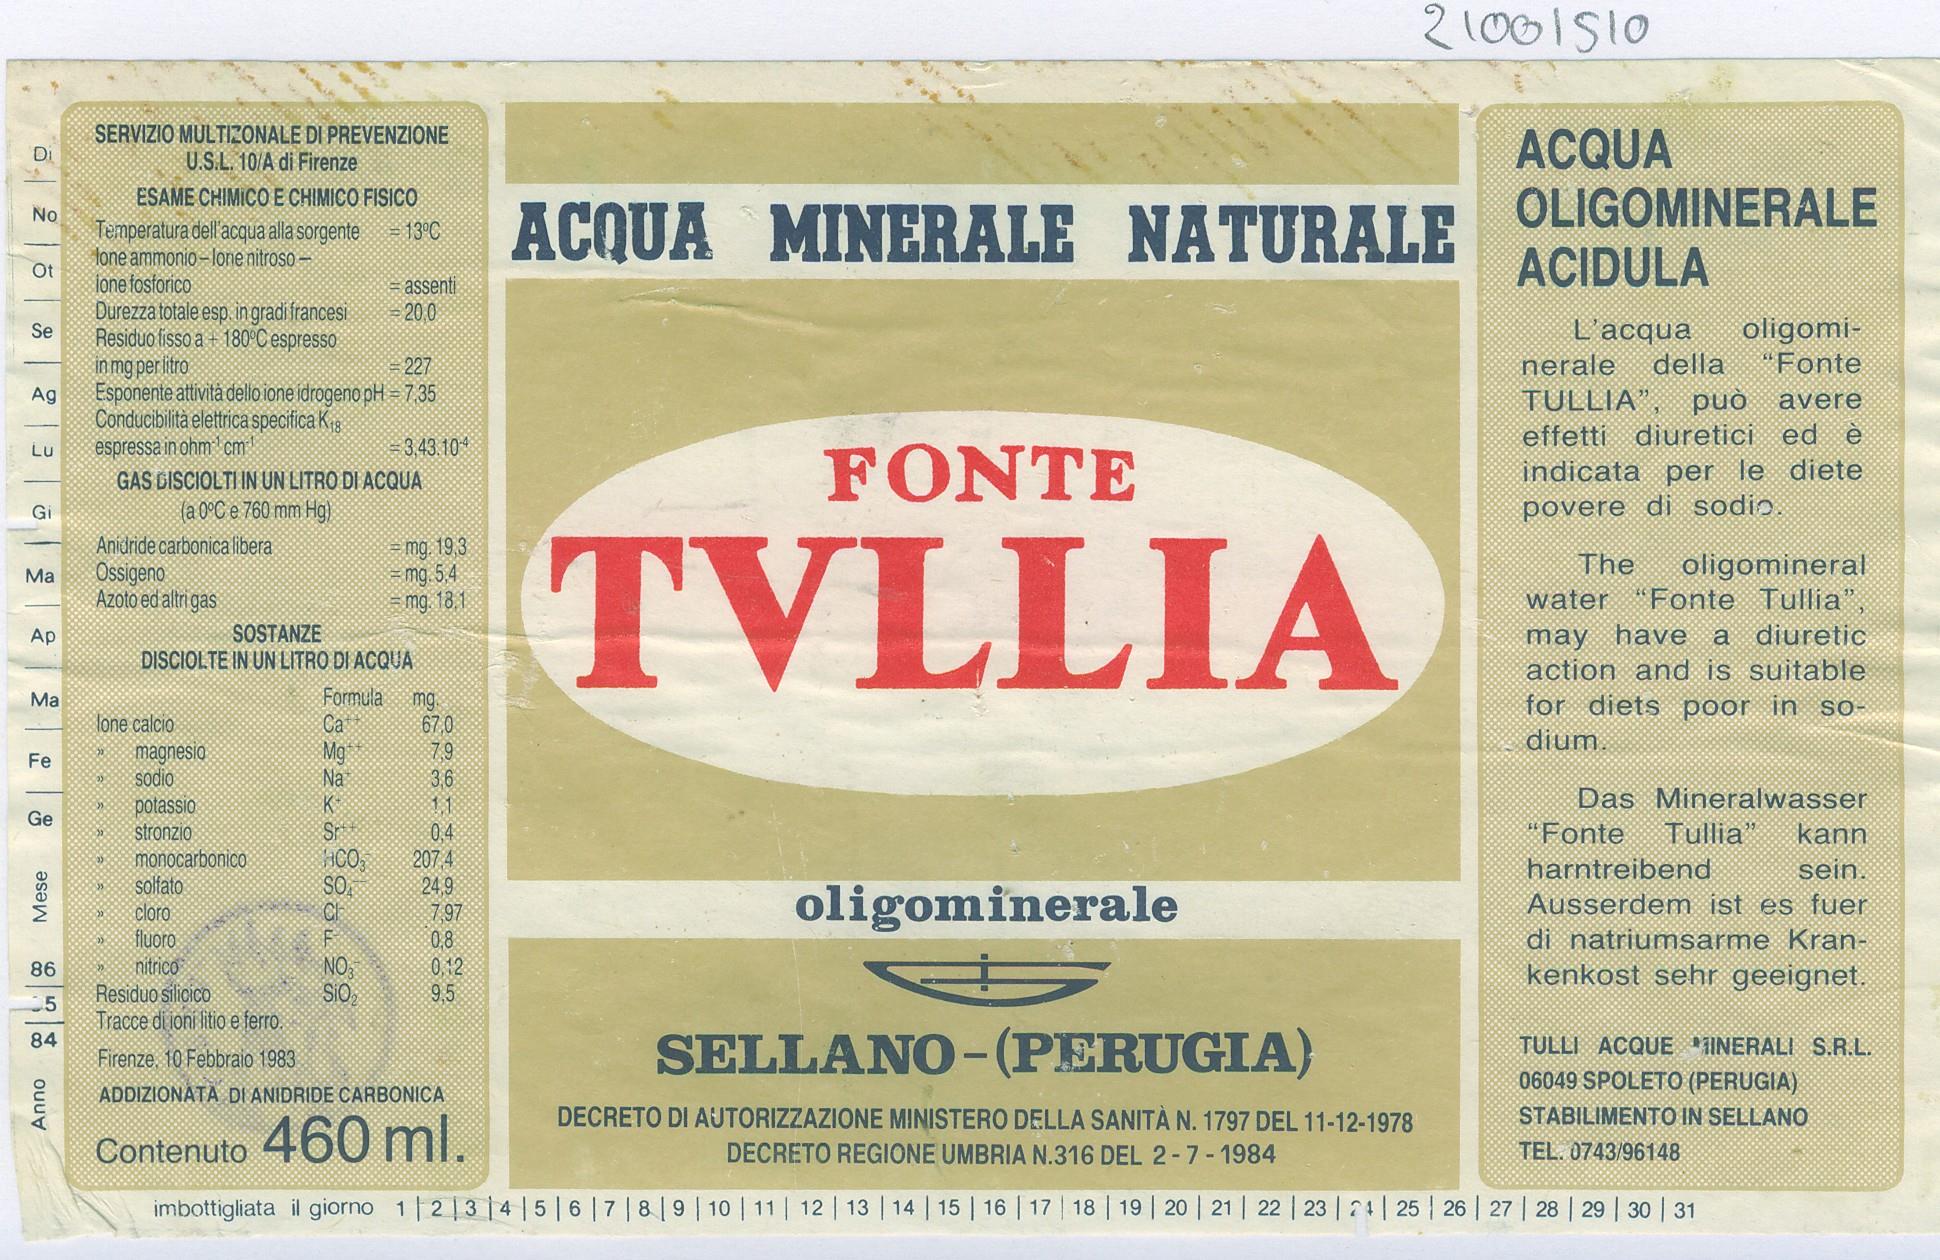 21001510
Di
No
Ot
Se
Ag
Lu
Gi
Ma
Ap
Ma
Fe
Ge
Mese
86
84
Anno
SERVIZIO MULTIZONALE DI PREVENZIONE
U.S.L. 10/A di Firenze
ESAME CHIMICO E CHIMICO FISICO
Temperatura dell'acqua alla sorgente = 13ºC
Ione ammonio – Ione nitroso –
Ione fosforico = assenti
Durezza totale esp. in gradi francesi = 20,0
Residuo fisso a + 180ºC espresso
in mg per litro = 227
Esponente attività dello ione idrogeno pH = 7,35
Conducibilità elettrica specifica K₁₈
espressa in ohm⁻¹ cm⁻¹ = 3,43.10⁻⁴
GAS DISCIOLTI IN UN LITRO DI ACQUA
(a 0ºC e 760 mm Hg)
Anidride carbonica libera = mg. 19,3
Ossigeno = mg. 5,4
Azoto ed altri gas = mg. 18,1
SOSTANZE
DISCIOLTE IN UN LITRO DI ACQUA
Formula mg.
Ione calcio Ca⁺⁺ 67,0
» magnesio Mg⁺⁺ 7,9
» sodio Na⁺ 3,6
» potassio K⁺ 1,1
» stronzio Sr⁺⁺ 0,4
» monocarbonico HCO₃⁻ 207,4
» solfato SO₄⁻⁻ 24,9
» cloro Cl⁻ 7,97
» fluoro F⁻ 0,8
» nitrico NO₃⁻ 0,12
Residuo silicico SiO₂ 9,5
Tracce di ioni litio e ferro.
Firenze, 10 Febbraio 1983
ADDIZIONATA DI ANIDRIDE CARBONICA
Contenuto 460 ml.
ACQUA MINERALE NATURALE
FONTE
TVLLIA
oligominerale
SELLANO – (PERUGIA)
DECRETO DI AUTORIZZAZIONE MINISTERO DELLA SANITÀ N. 1797 DEL 11-12-1978
DECRETO REGIONE UMBRIA N.316 DEL 2 - 7 - 1984
ACQUA
OLIGOMINERALE
ACIDULA
L'acqua oligomi-
nerale della “Fonte
TULLIA”, può avere
effetti diuretici ed è
indicata per le diete
povere di sodio.
The oligomineral
water “Fonte Tullia”,
may have a diuretic
action and is suitable
for diets poor in so-
dium.
Das Mineralwasser
“Fonte Tullia” kann
harntreibend sein.
Ausserdem ist es fuer
di natriumsarme Kran-
kenkost sehr geeignet.
TULLI ACQUE MINERALI S.R.L.
06049 SPOLETO (PERUGIA)
STABILIMENTO IN SELLANO
TEL. 0743/96148
imbottigliata il giorno 1 | 2 | 3 | 4 | 5 | 6 | 7 | 8 | 9 | 10 | 11 | 12 | 13 | 14 | 15 | 16 | 17 | 18 | 19 | 20 | 21 | 22 | 23 | 24 | 25 | 26 | 27 | 28 | 29 | 30 | 31